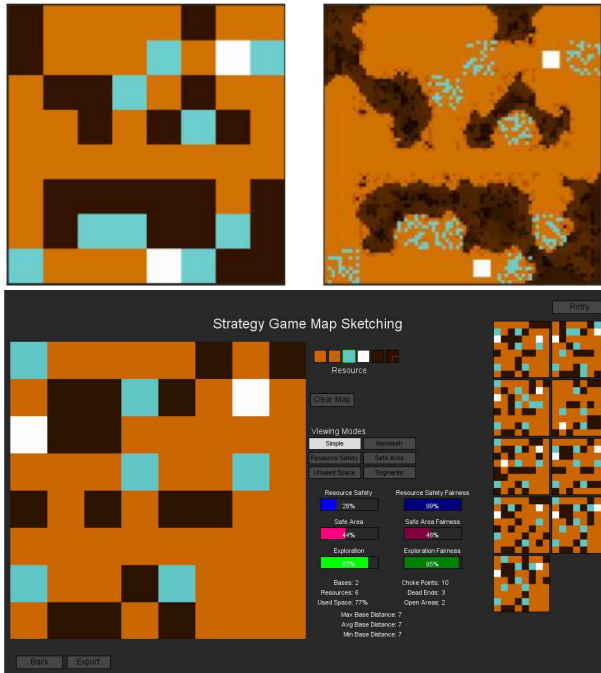 Retry
Strategy Game Map Sketching
Resource
Clear Map
Viewing Modes
Simple Navmesh
Resource Safety Safe Area
Unused Space Segments
Resource Safety Resource Safety Fairness
28% 99%
Safe Area Safe Area Fairness
44% 46%
Exploration Exploration Fairness
95%
Bases: 2 Choke Points: 10
Resources: 6 Dead Ends: 3
Used Space: 77% Open Areas: 2
Max Base Distance: 7
Avg Base Distance: 7
Min Base Distance: 7
Back Export